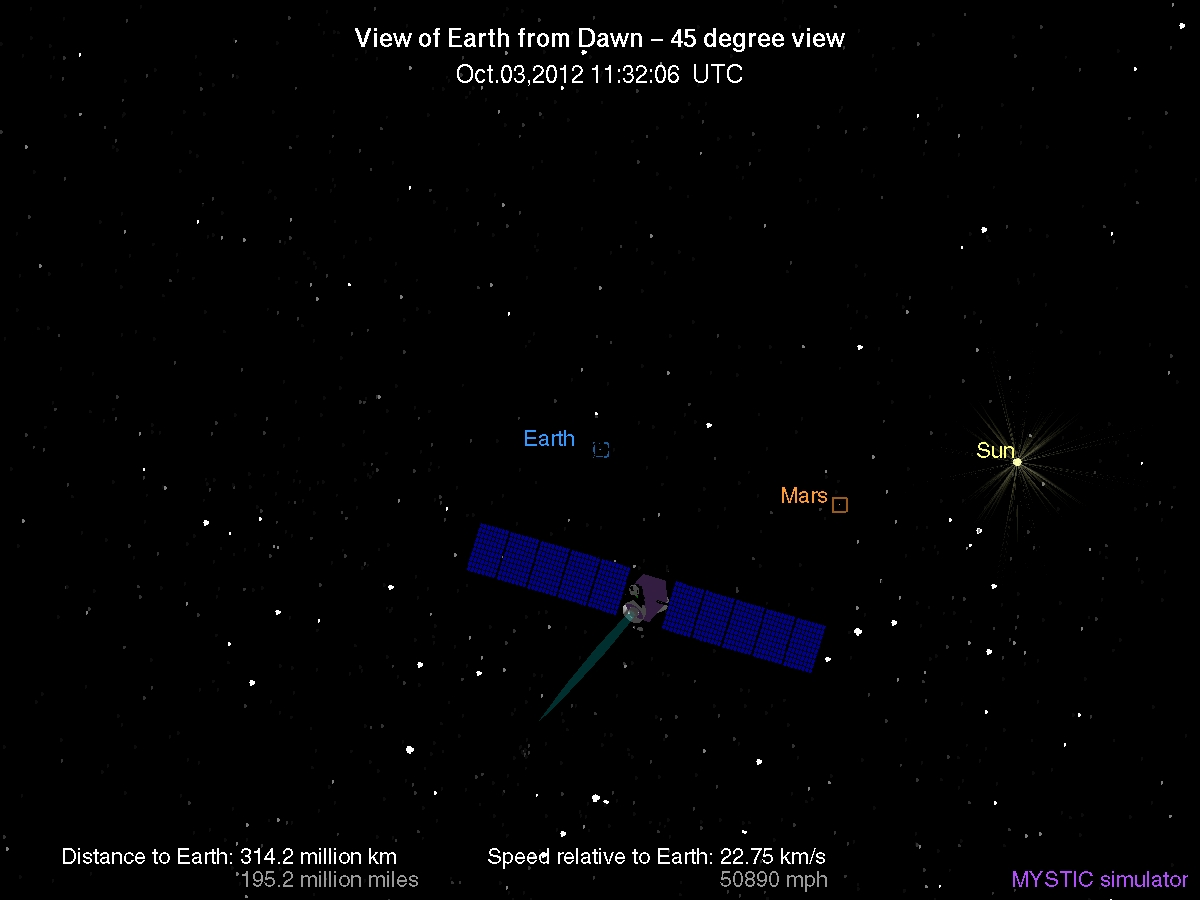 View of Earth from Dawn – 45 degree view
Oct.03,2012 11:32:06 UTC
Earth
Sun
Mars
Distance to Earth: 314.2 million km
195.2 million miles
Speed relative to Earth: 22.75 km/s
50890 mph
MYSTIC simulator